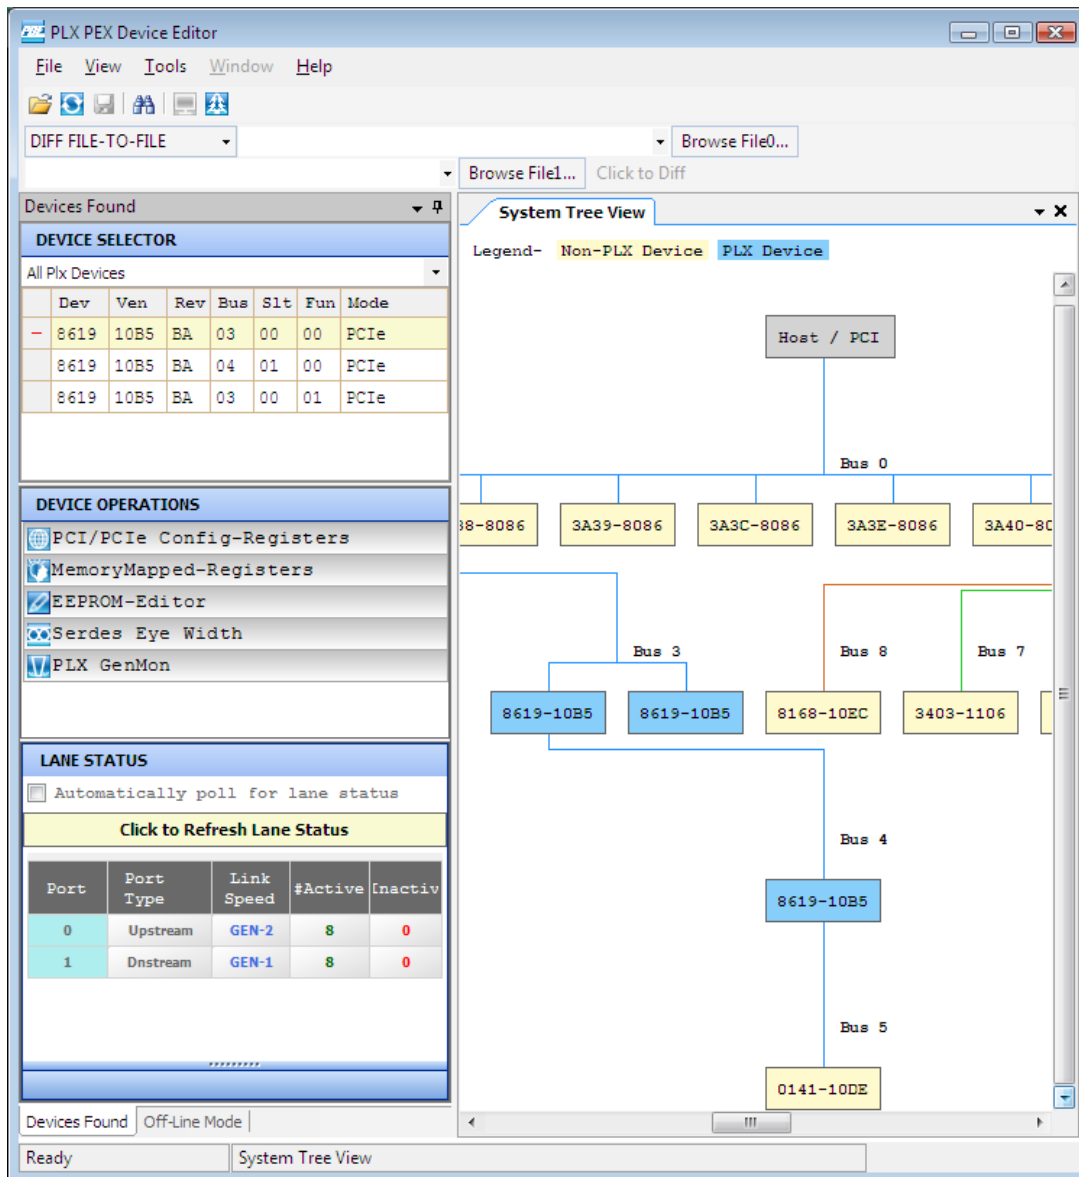 PLX PEX Device Editor
File View Tools Window Help
DIFF FILE-TO-FILE Browse File0...
Browse File1... Click to Diff
Devices Found
DEVICE SELECTOR
All Plx Devices
Dev Ven Rev Bus Slt Fun Mode
8619 10B5 BA 03 00 00 PCIe
8619 10B5 BA 04 01 00 PCIe
8619 10B5 BA 03 00 01 PCIe
DEVICE OPERATIONS
PCI/PCIe Config-Registers
MemoryMapped-Registers
EEPROM-Editor
Serdes Eye Width
PLX GenMon
LANE STATUS
Automatically poll for lane status
Click to Refresh Lane Status
Port Port Type Link Speed #Active Inactiv
0 Upstream GEN-2 8 0
1 Dnstream GEN-1 8 0
Devices Found Off-Line Mode
System Tree View
Legend- Non-PLX Device PLX Device
Host / PCI
Bus 0
38-8086 3A39-8086 3A3C-8086 3A3E-8086 3A40-80
Bus 3 Bus 8 Bus 7
8619-10B5 8619-10B5 8168-10EC 3403-1106
Bus 4
8619-10B5
Bus 5
0141-10DE
Ready System Tree View